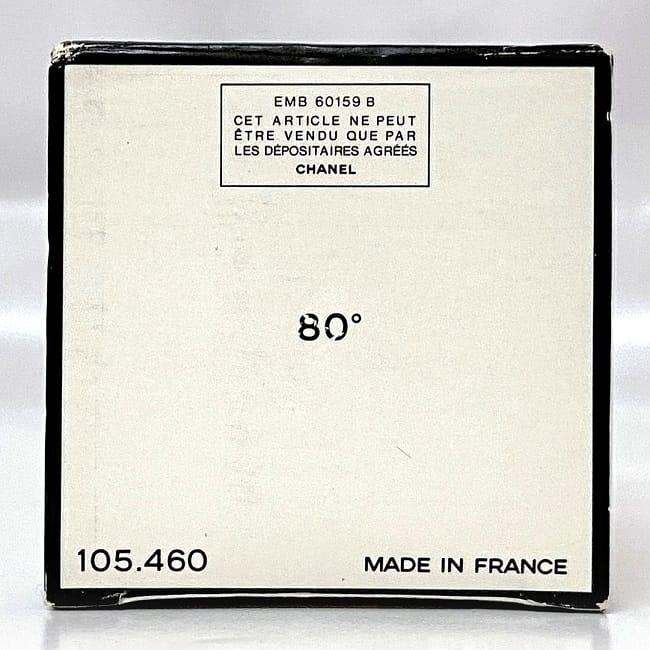 EMB 60159 B
CET ARTICLE NE PEUT
ÊTRE VENDU QUE PAR
LES DÉPOSITAIRES AGRÉÉS
CHANEL
80°
105.460
MADE IN FRANCE